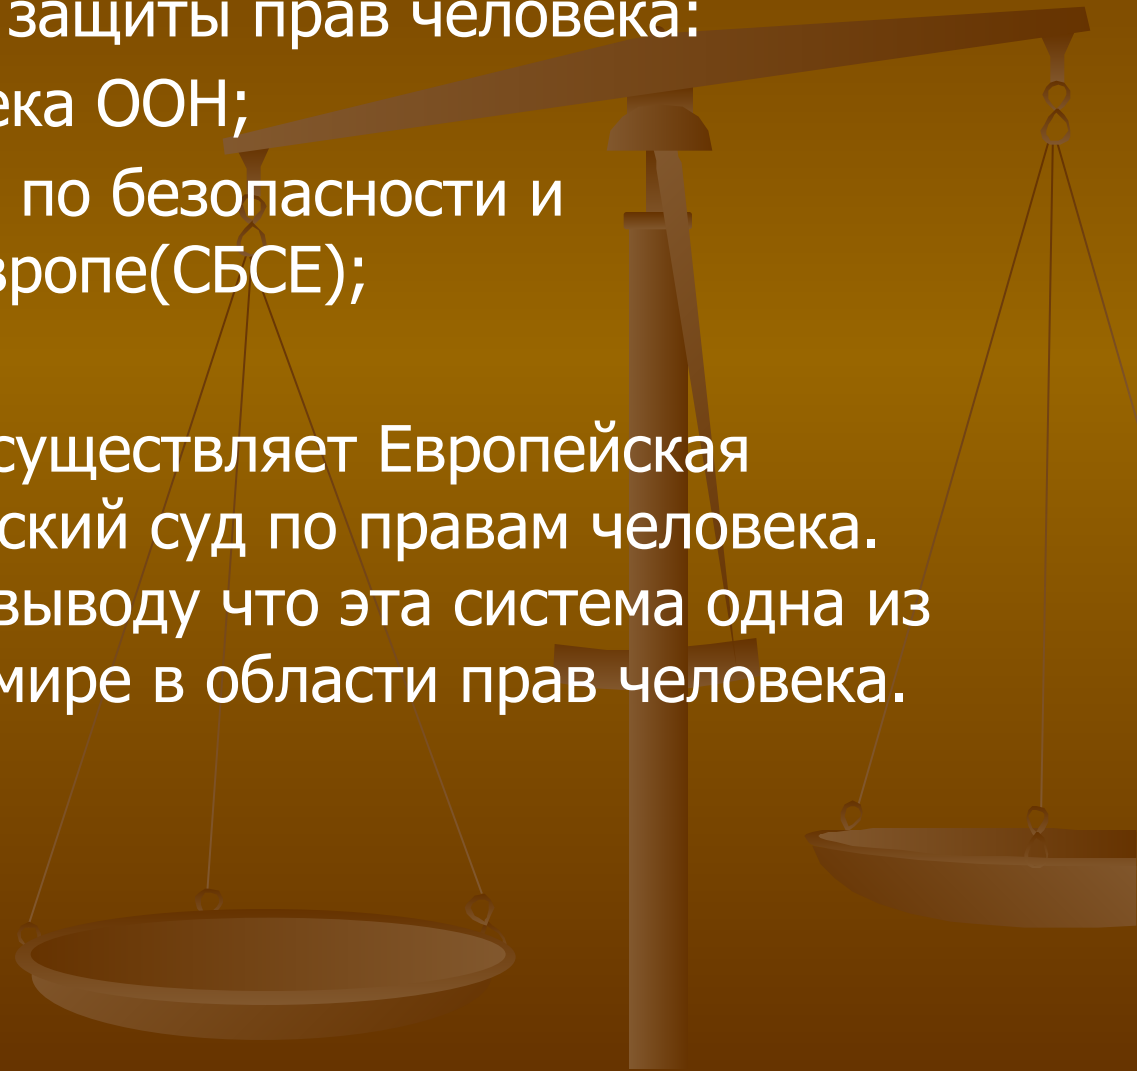 защиты прав человека:
ека ООН;
по безопасности и
вропе(СБСЕ);
существляет Европейская
ский суд по правам человека.
выводу что эта система одна из
мире в области прав человека.